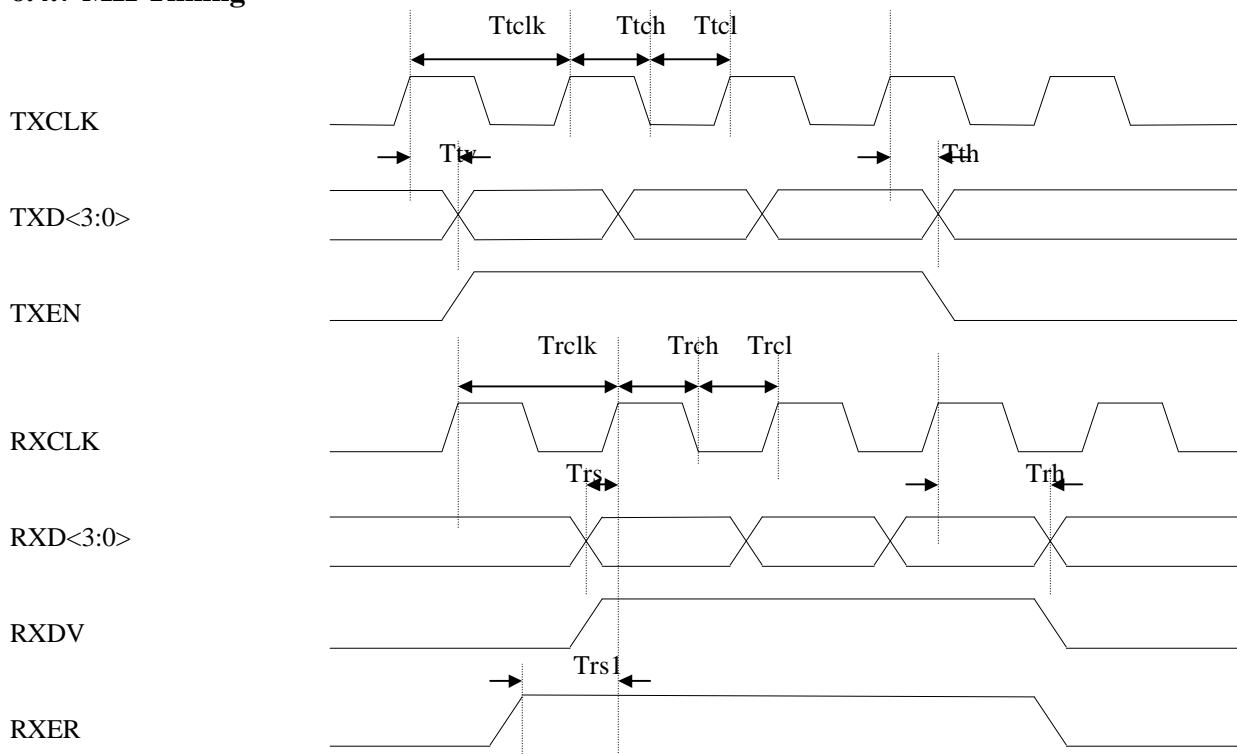 Ttclk Ttch Ttcl
TXCLK
Ttv Tth
TXD<3:0>
TXEN
Trclk Trch Trcl
RXCLK
Trs Trh
RXD<3:0>
RXDV
Trs1
RXER